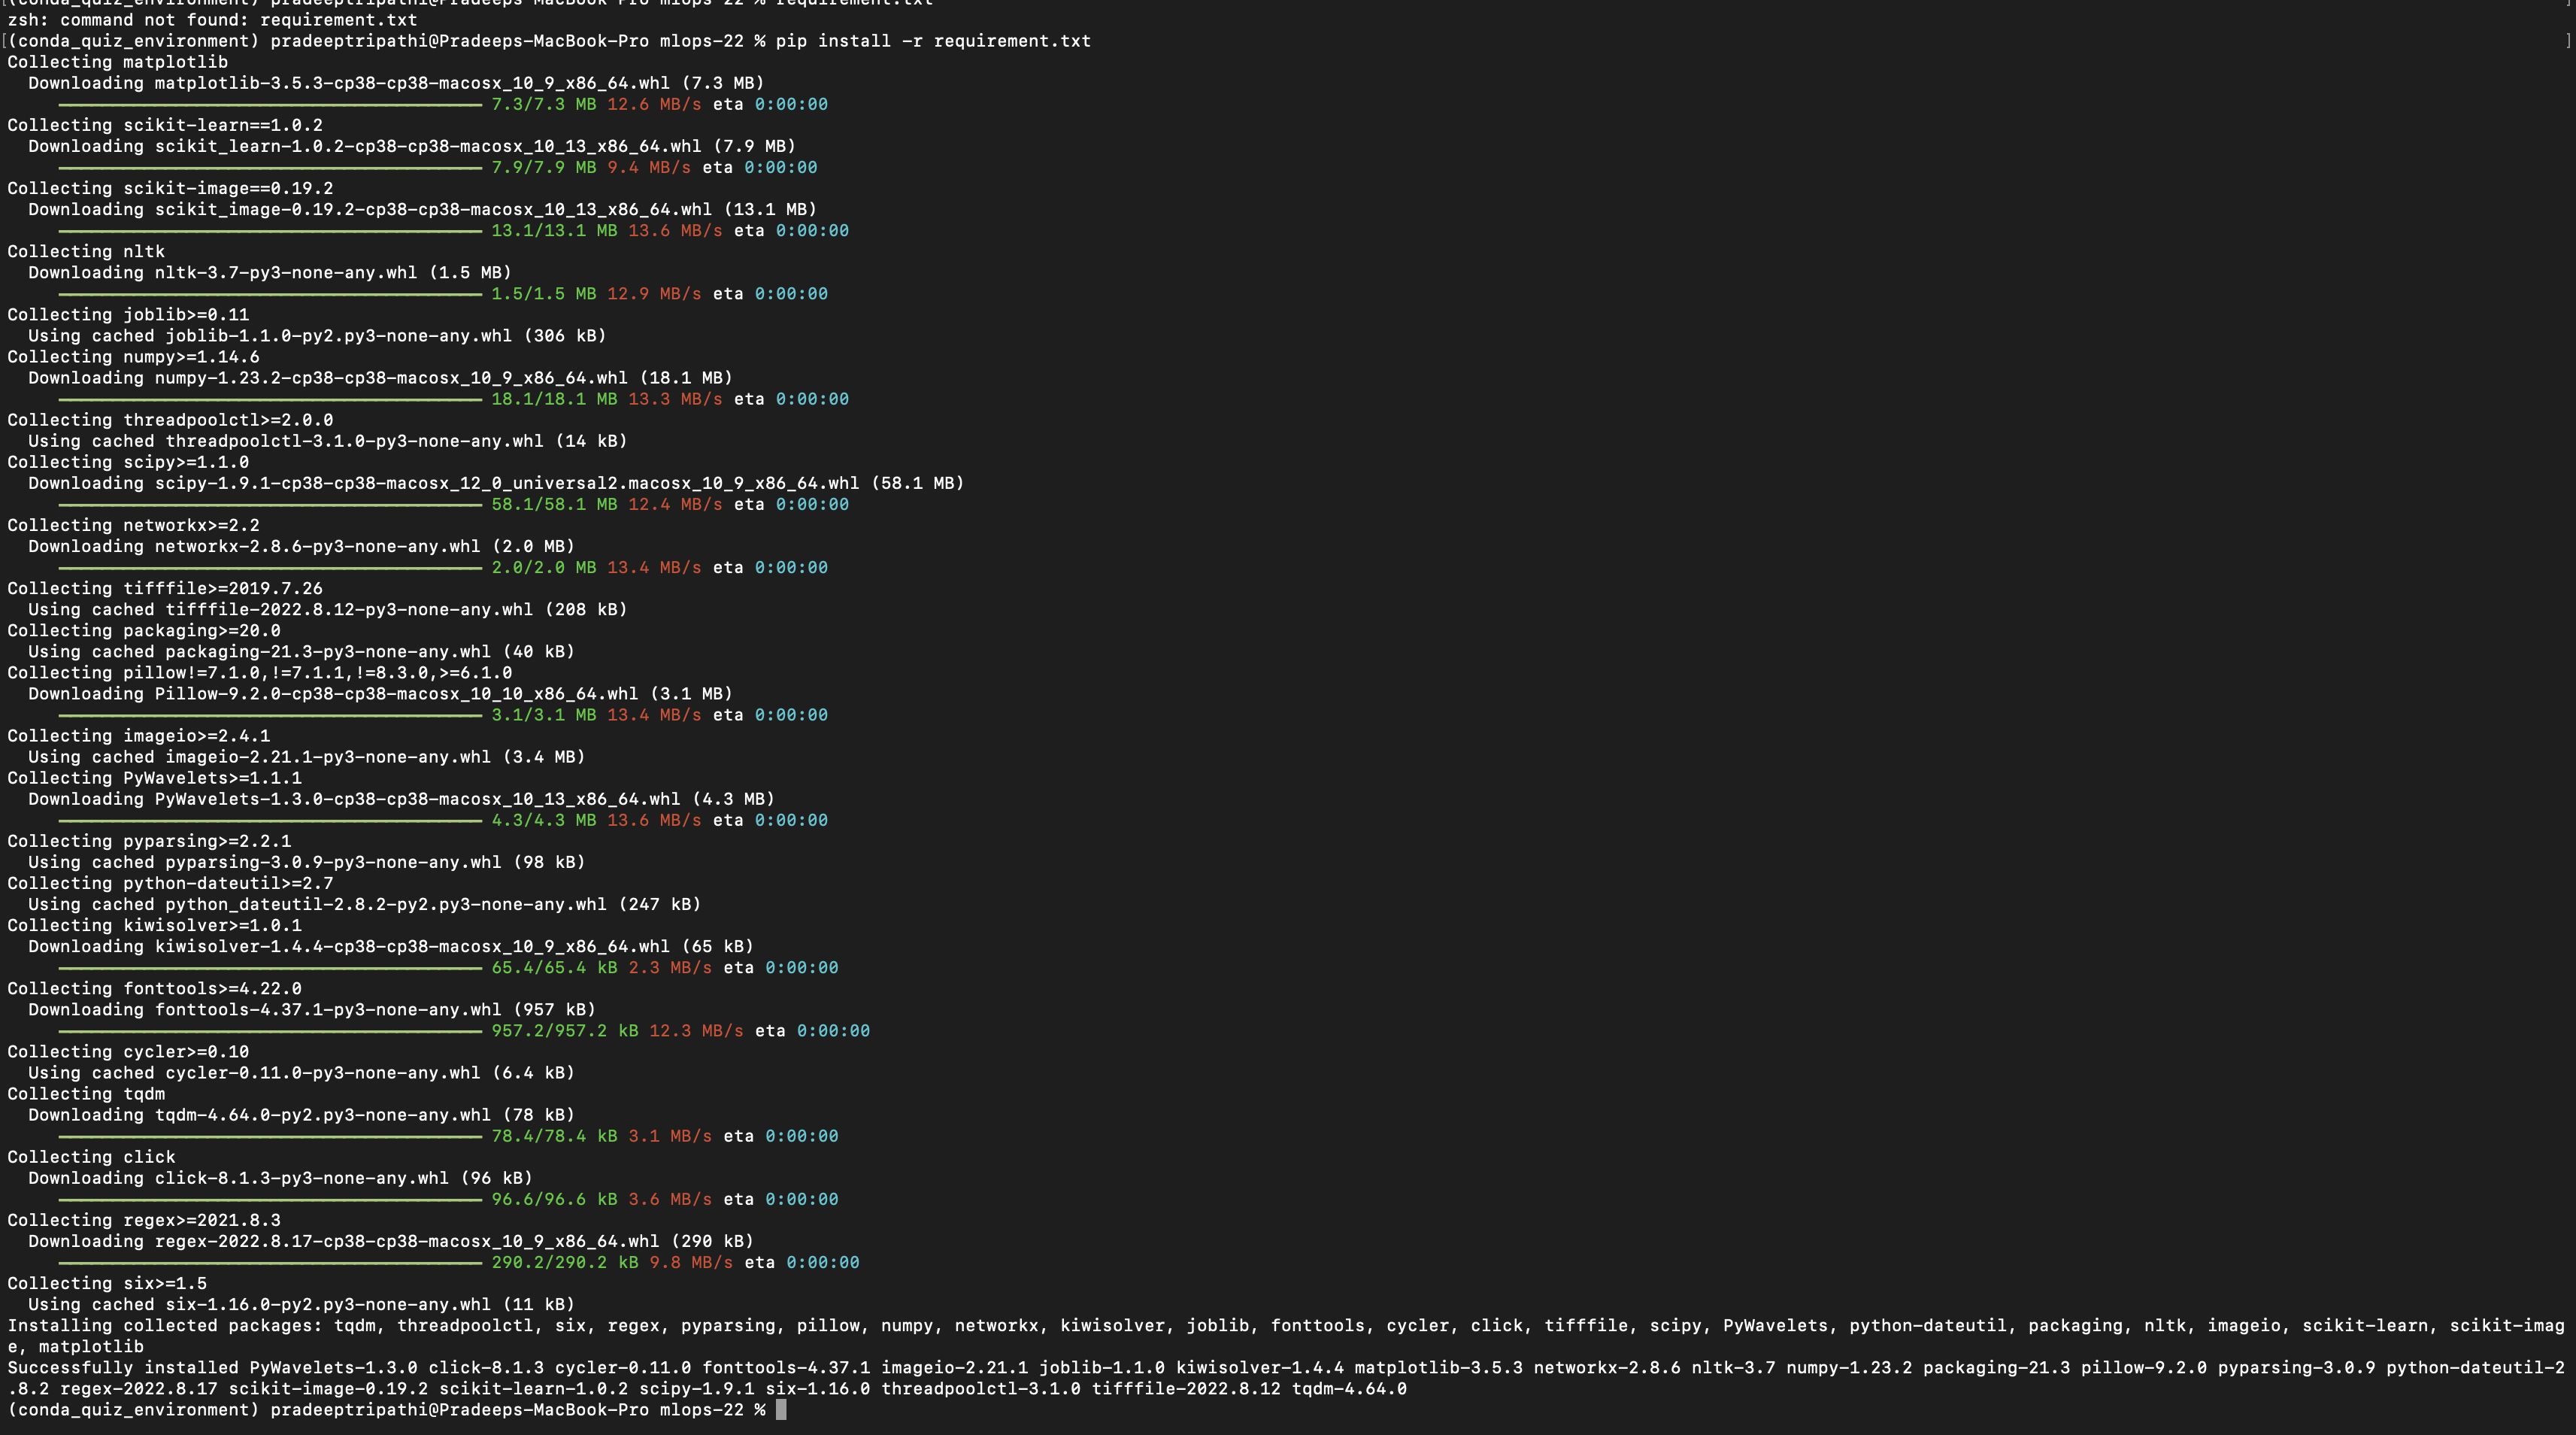 [(conda_quiz_environment) pradeeptripathi@Pradeeps-MacBook-Pro mlops-22 % requirement.txt ]
zsh: command not found: requirement.txt
[(conda_quiz_environment) pradeeptripathi@Pradeeps-MacBook-Pro mlops-22 % pip install -r requirement.txt ]
Collecting matplotlib
  Downloading matplotlib-3.5.3-cp38-cp38-macosx_10_9_x86_64.whl (7.3 MB)
     7.3/7.3 MB 12.6 MB/s eta 0:00:00
Collecting scikit-learn==1.0.2
  Downloading scikit_learn-1.0.2-cp38-cp38-macosx_10_13_x86_64.whl (7.9 MB)
     7.9/7.9 MB 9.4 MB/s eta 0:00:00
Collecting scikit-image==0.19.2
  Downloading scikit_image-0.19.2-cp38-cp38-macosx_10_13_x86_64.whl (13.1 MB)
     13.1/13.1 MB 13.6 MB/s eta 0:00:00
Collecting nltk
  Downloading nltk-3.7-py3-none-any.whl (1.5 MB)
     1.5/1.5 MB 12.9 MB/s eta 0:00:00
Collecting joblib>=0.11
  Using cached joblib-1.1.0-py2.py3-none-any.whl (306 kB)
Collecting numpy>=1.14.6
  Downloading numpy-1.23.2-cp38-cp38-macosx_10_9_x86_64.whl (18.1 MB)
     18.1/18.1 MB 13.3 MB/s eta 0:00:00
Collecting threadpoolctl>=2.0.0
  Using cached threadpoolctl-3.1.0-py3-none-any.whl (14 kB)
Collecting scipy>=1.1.0
  Downloading scipy-1.9.1-cp38-cp38-macosx_12_0_universal2.macosx_10_9_x86_64.whl (58.1 MB)
     58.1/58.1 MB 12.4 MB/s eta 0:00:00
Collecting networkx>=2.2
  Downloading networkx-2.8.6-py3-none-any.whl (2.0 MB)
     2.0/2.0 MB 13.4 MB/s eta 0:00:00
Collecting tifffile>=2019.7.26
  Using cached tifffile-2022.8.12-py3-none-any.whl (208 kB)
Collecting packaging>=20.0
  Using cached packaging-21.3-py3-none-any.whl (40 kB)
Collecting pillow!=7.1.0,!=7.1.1,!=8.3.0,>=6.1.0
  Downloading Pillow-9.2.0-cp38-cp38-macosx_10_10_x86_64.whl (3.1 MB)
     3.1/3.1 MB 13.4 MB/s eta 0:00:00
Collecting imageio>=2.4.1
  Using cached imageio-2.21.1-py3-none-any.whl (3.4 MB)
Collecting PyWavelets>=1.1.1
  Downloading PyWavelets-1.3.0-cp38-cp38-macosx_10_13_x86_64.whl (4.3 MB)
     4.3/4.3 MB 13.6 MB/s eta 0:00:00
Collecting pyparsing>=2.2.1
  Using cached pyparsing-3.0.9-py3-none-any.whl (98 kB)
Collecting python-dateutil>=2.7
  Using cached python_dateutil-2.8.2-py2.py3-none-any.whl (247 kB)
Collecting kiwisolver>=1.0.1
  Downloading kiwisolver-1.4.4-cp38-cp38-macosx_10_9_x86_64.whl (65 kB)
     65.4/65.4 kB 2.3 MB/s eta 0:00:00
Collecting fonttools>=4.22.0
  Downloading fonttools-4.37.1-py3-none-any.whl (957 kB)
     957.2/957.2 kB 12.3 MB/s eta 0:00:00
Collecting cycler>=0.10
  Using cached cycler-0.11.0-py3-none-any.whl (6.4 kB)
Collecting tqdm
  Downloading tqdm-4.64.0-py2.py3-none-any.whl (78 kB)
     78.4/78.4 kB 3.1 MB/s eta 0:00:00
Collecting click
  Downloading click-8.1.3-py3-none-any.whl (96 kB)
     96.6/96.6 kB 3.6 MB/s eta 0:00:00
Collecting regex>=2021.8.3
  Downloading regex-2022.8.17-cp38-cp38-macosx_10_9_x86_64.whl (290 kB)
     290.2/290.2 kB 9.8 MB/s eta 0:00:00
Collecting six>=1.5
  Using cached six-1.16.0-py2.py3-none-any.whl (11 kB)
Installing collected packages: tqdm, threadpoolctl, six, regex, pyparsing, pillow, numpy, networkx, kiwisolver, joblib, fonttools, cycler, click, tifffile, scipy, PyWavelets, python-dateutil, packaging, nltk, imageio, scikit-learn, scikit-imag
e, matplotlib
Successfully installed PyWavelets-1.3.0 click-8.1.3 cycler-0.11.0 fonttools-4.37.1 imageio-2.21.1 joblib-1.1.0 kiwisolver-1.4.4 matplotlib-3.5.3 networkx-2.8.6 nltk-3.7 numpy-1.23.2 packaging-21.3 pillow-9.2.0 pyparsing-3.0.9 python-dateutil-2
.8.2 regex-2022.8.17 scikit-image-0.19.2 scikit-learn-1.0.2 scipy-1.9.1 six-1.16.0 threadpoolctl-3.1.0 tifffile-2022.8.12 tqdm-4.64.0
(conda_quiz_environment) pradeeptripathi@Pradeeps-MacBook-Pro mlops-22 %